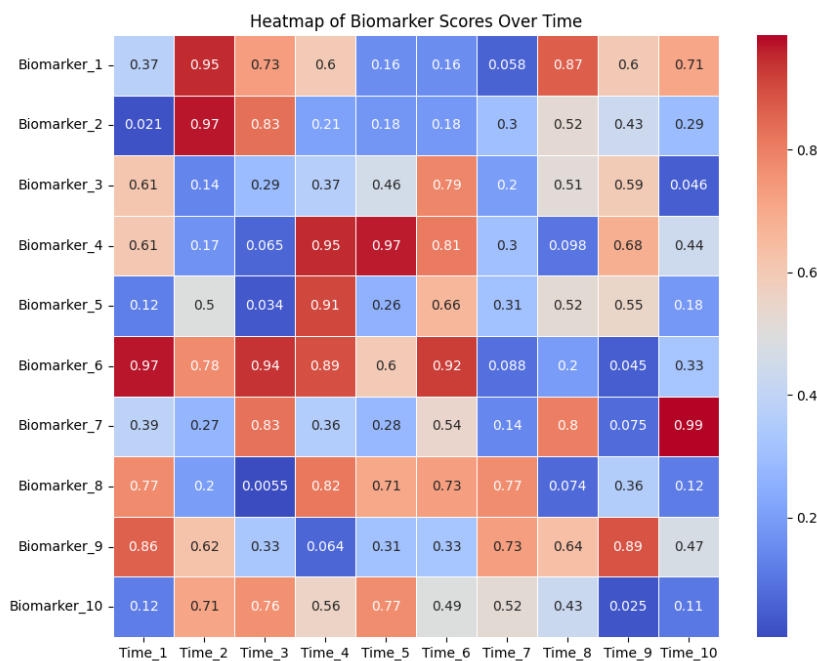 Heatmap of Biomarker Scores Over Time
Biomarker_1 0.37 0.95 0.73 0.6 0.16 0.16 0.058 0.87 0.6 0.71
Biomarker_2 0.021 0.97 0.83 0.21 0.18 0.18 0.3 0.52 0.43 0.29
Biomarker_3 0.61 0.14 0.29 0.37 0.46 0.79 0.2 0.51 0.59 0.046
Biomarker_4 0.61 0.17 0.065 0.95 0.97 0.81 0.3 0.098 0.68 0.44
Biomarker_5 0.12 0.5 0.034 0.91 0.26 0.66 0.31 0.52 0.55 0.18
Biomarker_6 0.97 0.78 0.94 0.89 0.6 0.92 0.088 0.2 0.045 0.33
Biomarker_7 0.39 0.27 0.83 0.36 0.28 0.54 0.14 0.8 0.075 0.99
Biomarker_8 0.77 0.2 0.0055 0.82 0.71 0.73 0.77 0.074 0.36 0.12
Biomarker_9 0.86 0.62 0.33 0.064 0.31 0.33 0.73 0.64 0.89 0.47
Biomarker_10 0.12 0.71 0.76 0.56 0.77 0.49 0.52 0.43 0.025 0.11
Time_1 Time_2 Time_3 Time_4 Time_5 Time_6 Time_7 Time_8 Time_9 Time_10
0.8
0.6
0.4
0.2